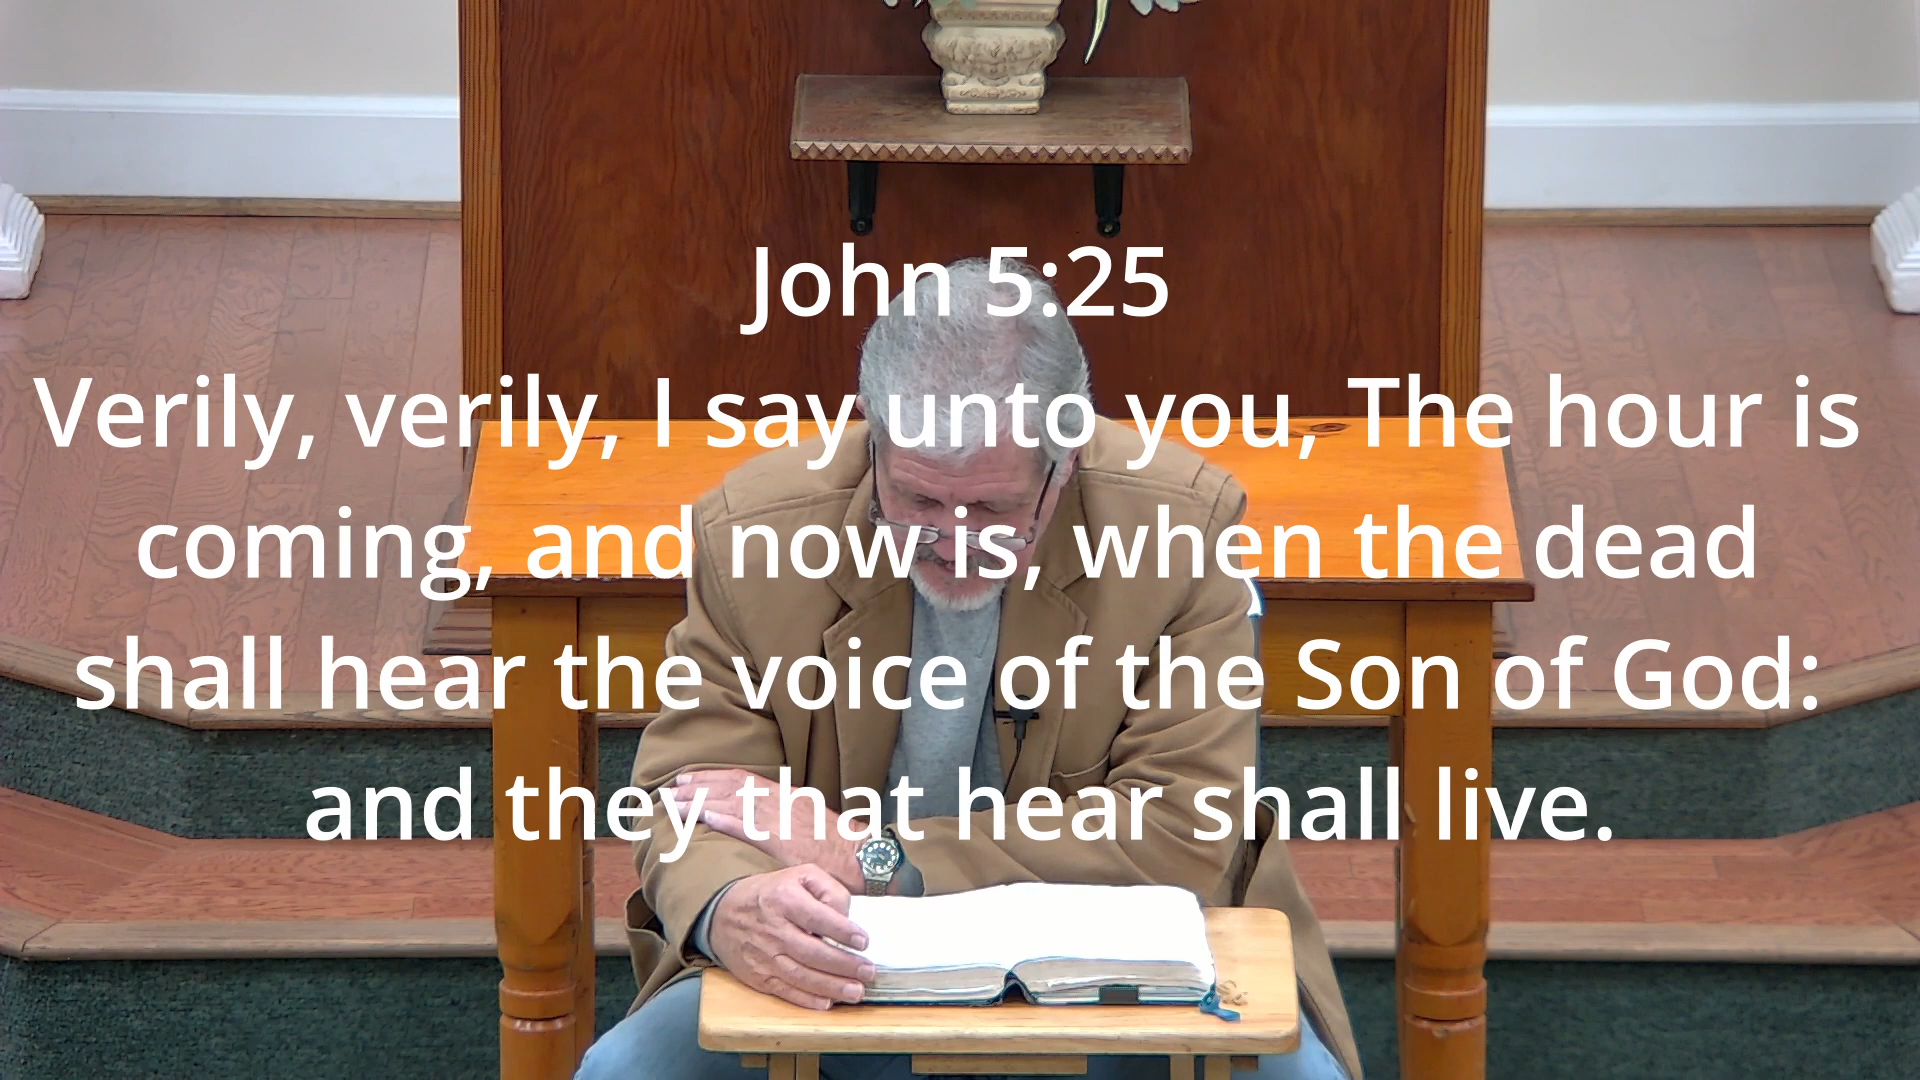 John 5:25
Verily, verily, I say unto you, The hour is
coming, and now is, when the dead
shall hear the voice of the Son of God:
and they that hear shall live.